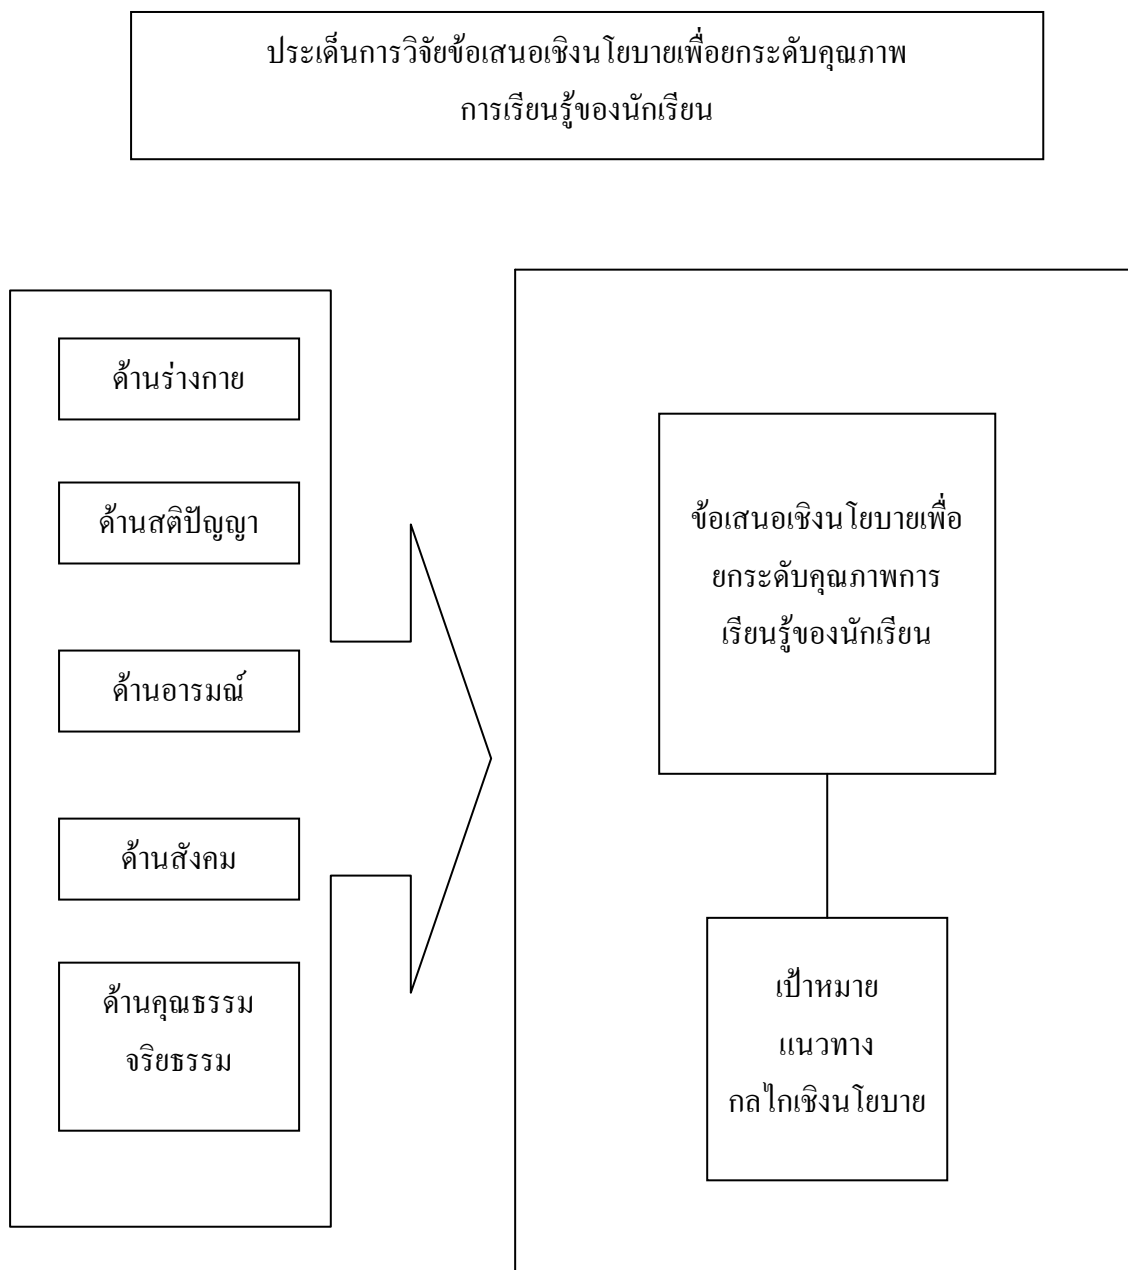 ประเด็นการวิจัยข้อเสนอเชิงนโยบายเพื่อยกระดับคุณภาพ
การเรียนรู้ของนักเรียน
ด้านร่างกาย
ด้านสติปัญญา
ด้านอารมณ์
ด้านสังคม
ด้านคุณธรรม
จริยธรรม
ข้อเสนอเชิงนโยบายเพื่อ
ยกระดับคุณภาพการ
เรียนรู้ของนักเรียน
เป้าหมาย
แนวทาง
กลไกเชิงนโยบาย